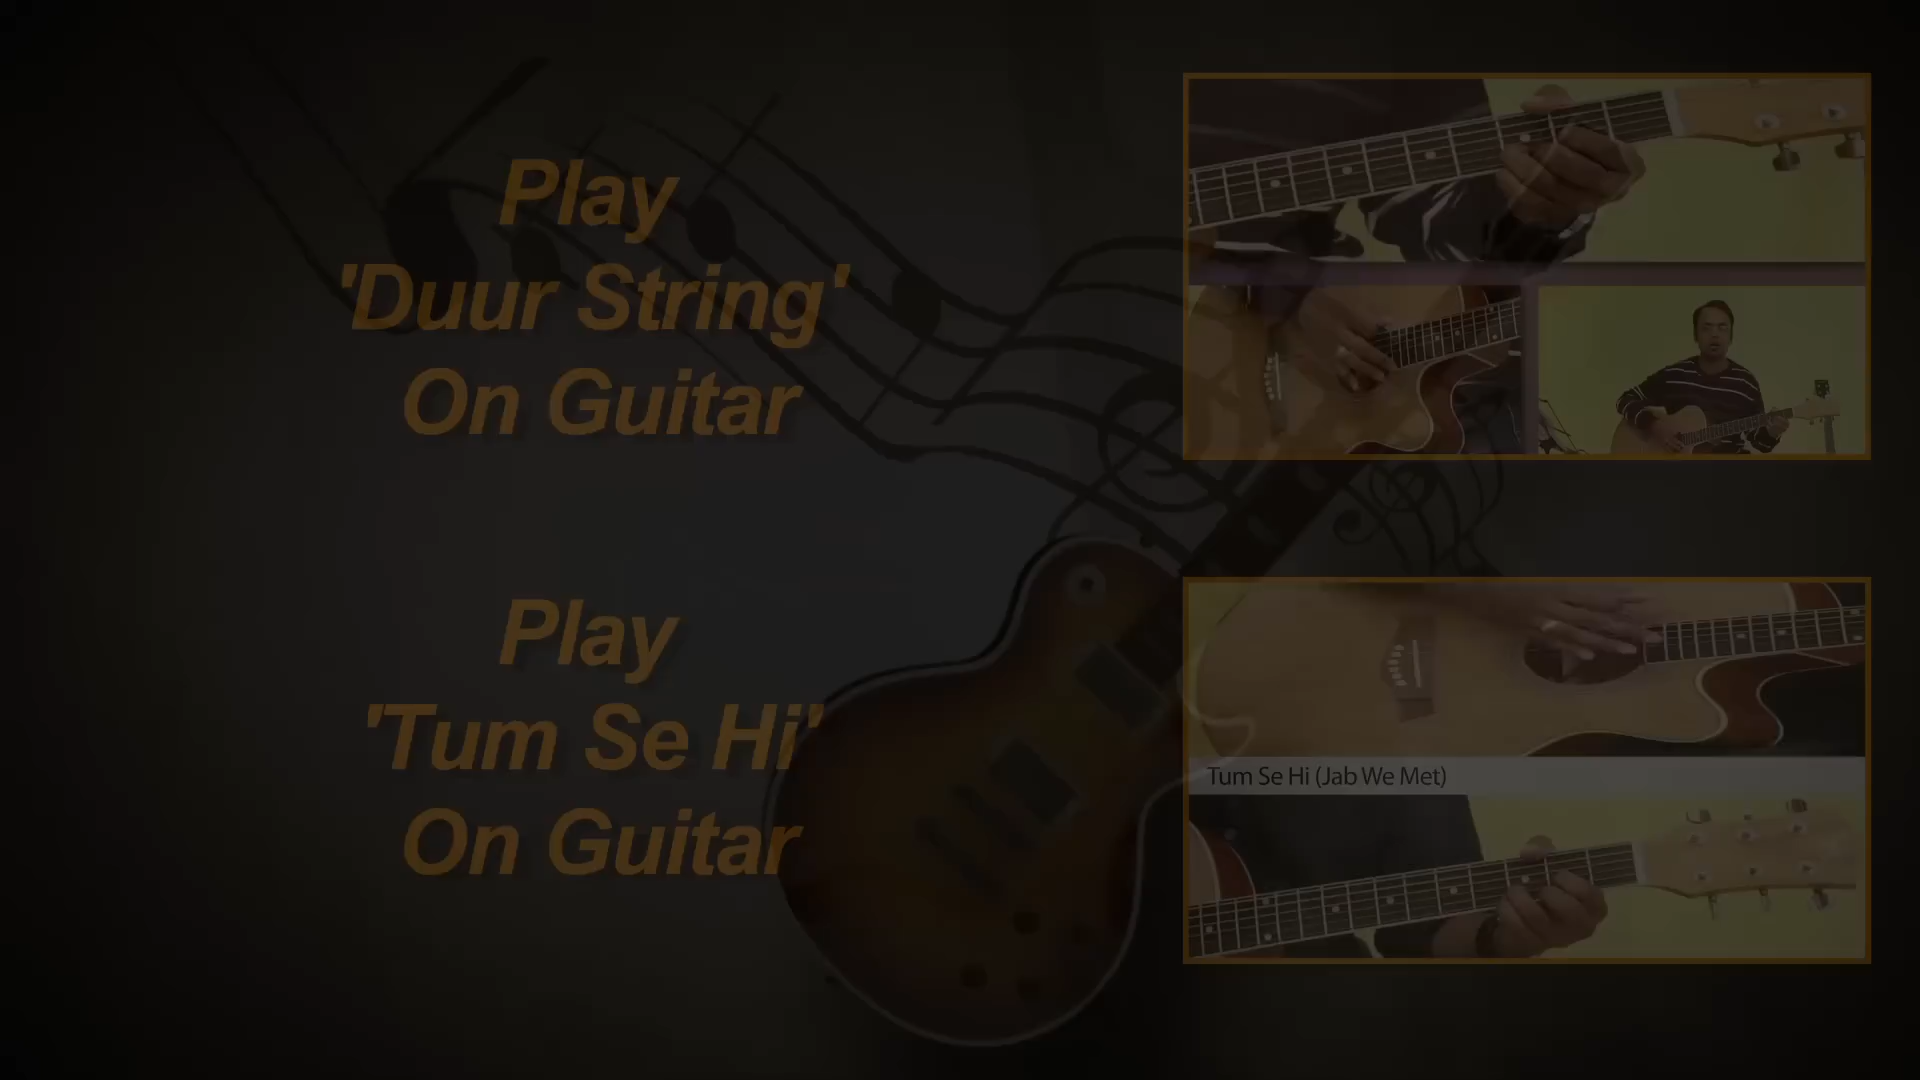 Play
'Duur String'
On Guitar
Play
'Tum Se Hi'
On Guitar
Tum Se Hi (Jab We Met)